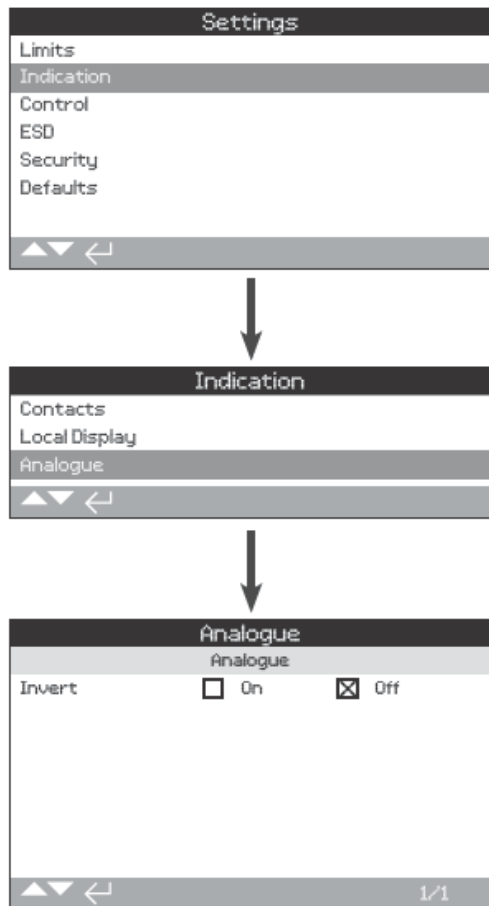 Settings
Limits
Indication
Control
ESD
Security
Defaults
Indication
Contacts
Local Display
Analogue
Analogue
Analogue
Invert On Off
1/1